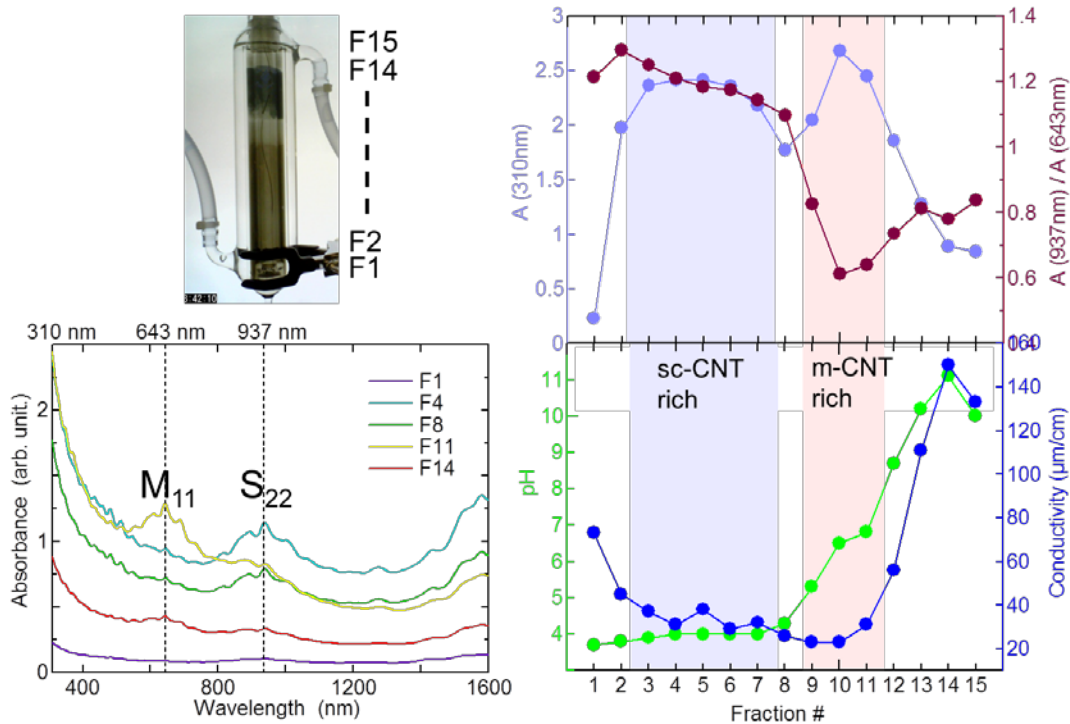 F15
F14
F2
F1
3:42:10
310 nm 643 nm 937 nm
Absorbance (arb. unit.)
2
1
0
M11
S22
F1
F4
F8
F11
F14
400 800 1200 1600
Wavelength (nm)
A (310nm)
3
2.5
2
1.5
1
0.5
0
A (937nm) / A (643nm)
1.4
1.2
1
0.8
0.6
sc-CNT
rich
m-CNT
rich
pH
11
10
9
8
7
6
5
4
Conductivity (μm/cm)
160
140
120
100
80
60
40
20
1 2 3 4 5 6 7 8 9 10 11 12 13 14 15
Fraction #